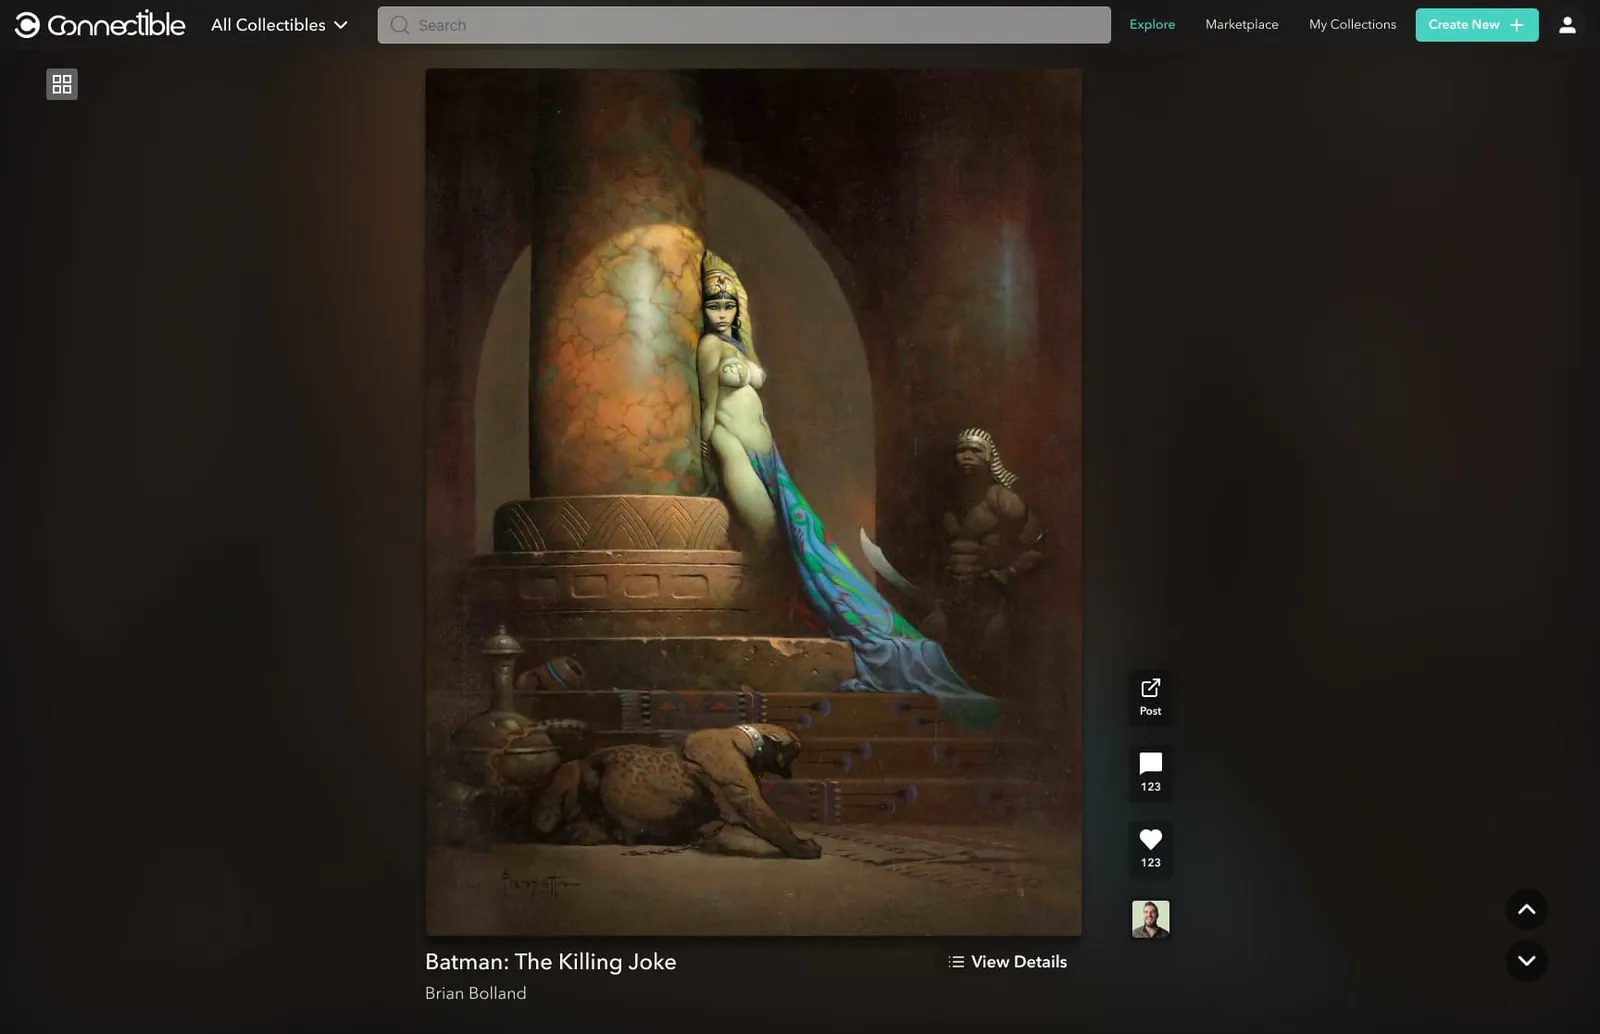 Connectible
All Collectibles
Search
Explore
Marketplace
My Collections
Create New
Post
123
123
Frazetta
Batman: The Killing Joke
View Details
Brian Bolland